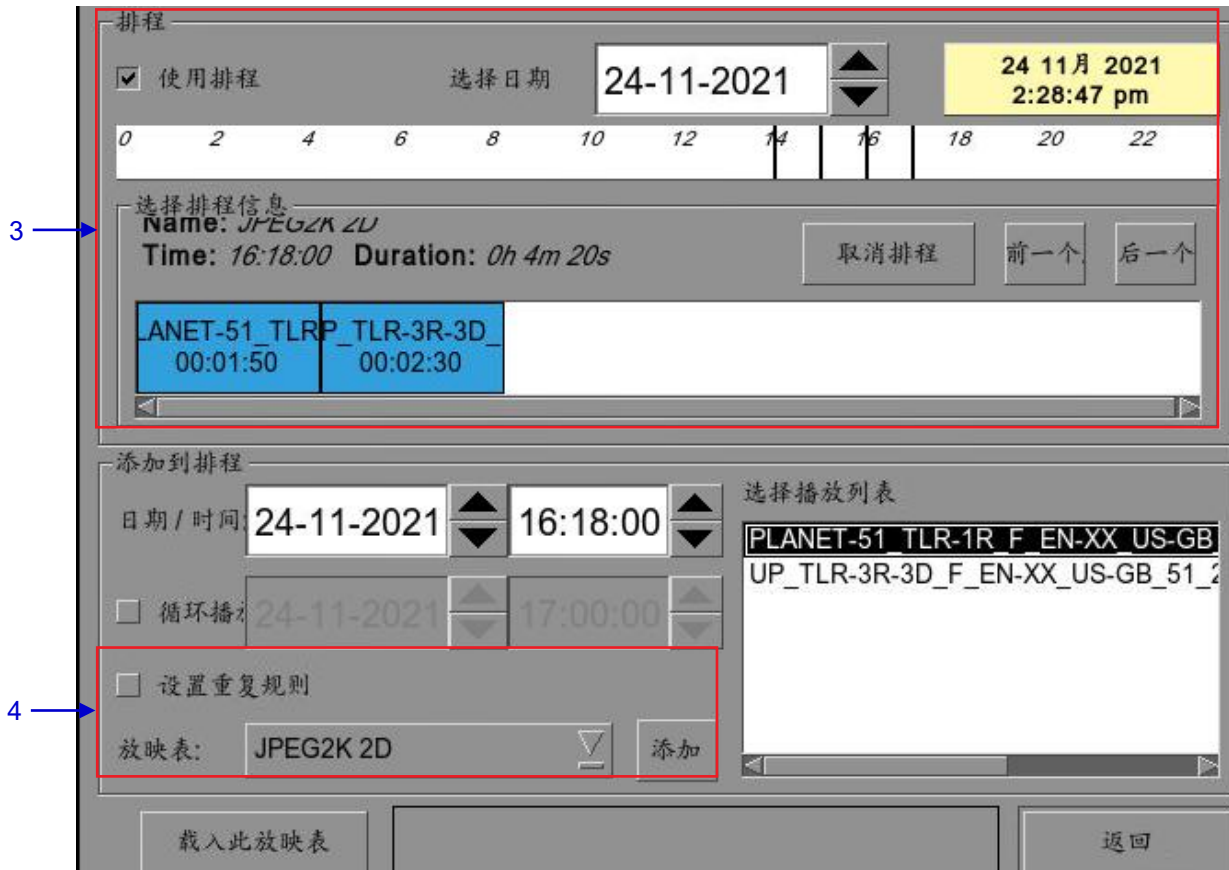 排程
使用排程 选择日期 24-11-2021 24 11月 2021
2:28:47 pm
0 2 4 6 8 10 12 14 16 18 20 22
选择排程信息
Name: JPEG2K 2D
3
Time: 16:18:00 Duration: 0h 4m 20s
取消排程 前一个 后一个
LANET-51_TLR P_TLR-3R-3D_
00:01:50 00:02:30
添加到排程
日期/时间: 24-11-2021 16:18:00
选择播放列表
PLANET-51_TLR-1R_F_EN-XX_US-GB
UP_TLR-3R-3D_F_EN-XX_US-GB_51_2
循环播 24-11-2021 17:00:00
设置重复规则
4
放映表: JPEG2K 2D 添加
载入此放映表 返回